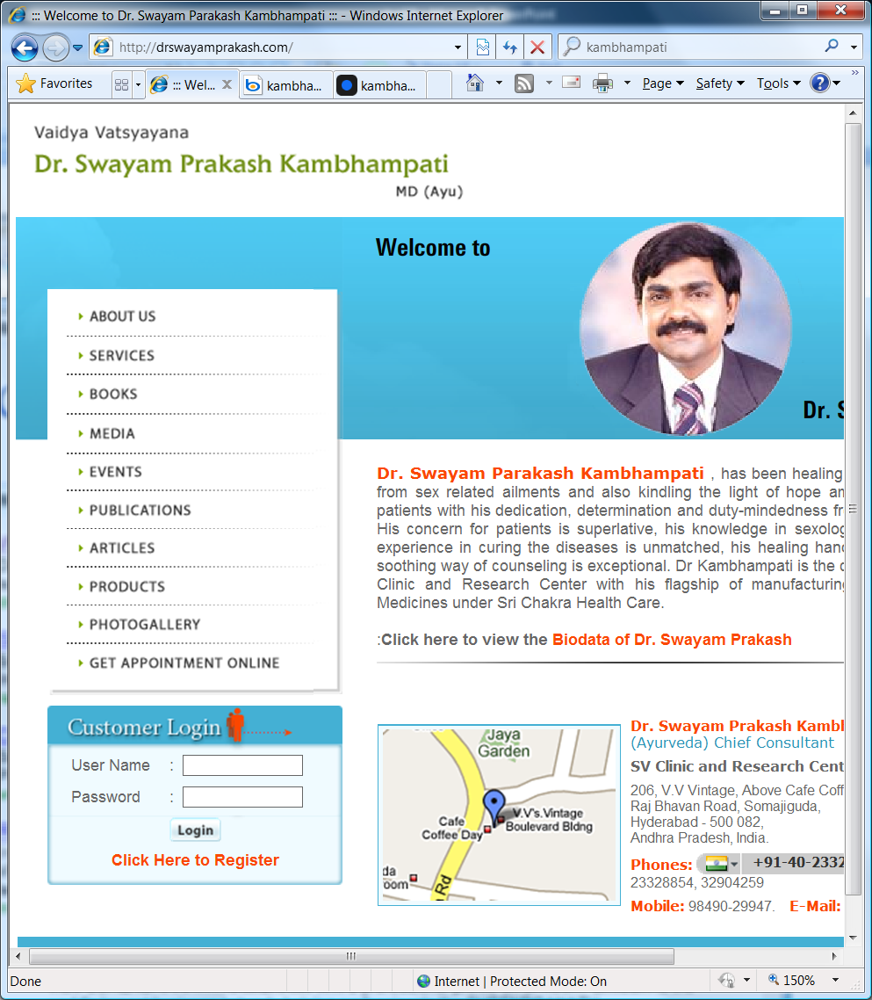 ::: Welcome to Dr. Swayam Parakash Kambhampati ::: - Windows Internet Explorer
http://drswayamprakash.com/
kambhampati
Favorites
::: Wel...
kambha...
kambha...
Page
Safety
Tools
Vaidya Vatsyayana
Dr. Swayam Prakash Kambhampati
MD (Ayu)
Welcome to
Dr. S
ABOUT US
SERVICES
BOOKS
MEDIA
EVENTS
PUBLICATIONS
ARTICLES
PRODUCTS
PHOTOGALLERY
GET APPOINTMENT ONLINE
Dr. Swayam Parakash Kambhampati , has been healing
from sex related ailments and also kindling the light of hope am
patients with his dedication, determination and duty-mindedness fr
His concern for patients is superlative, his knowledge in sexolog
experience in curing the diseases is unmatched, his healing hand
soothing way of counseling is exceptional. Dr Kambhampati is the c
Clinic and Research Center with his flagship of manufacturing
Medicines under Sri Chakra Health Care.
:Click here to view the Biodata of Dr. Swayam Prakash
Customer Login
User Name :
Password :
Login
Click Here to Register
Jaya
Garden
V.V's.Vintage
Boulevard Bldng
Cafe
Coffee Day
da
oom
Rd
Dr. Swayam Prakash Kambl
(Ayurveda) Chief Consultant
SV Clinic and Research Cent
206, V.V Vintage, Above Cafe Coff
Raj Bhavan Road, Somajiguda,
Hyderabad - 500 082,
Andhra Pradesh, India.
Phones: +91-40-2332
23328854, 32904259
Mobile: 98490-29947. E-Mail:
Done
Internet | Protected Mode: On
150%